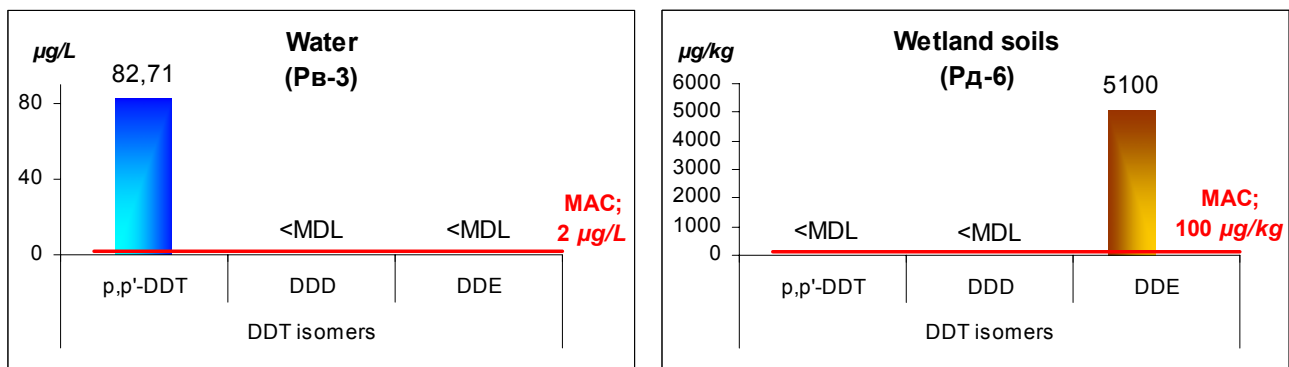 Water
(Рв-3)
µg/L
82,71
80
40
0
<MDL
<MDL
MAC;
2 µg/L
p,p'-DDT
DDD
DDE
DDT isomers
Wetland soils
(Рд-6)
µg/kg
6000
5000
4000
3000
2000
1000
0
5100
<MDL
<MDL
MAC;
100 µg/kg
p,p'-DDT
DDD
DDE
DDT isomers